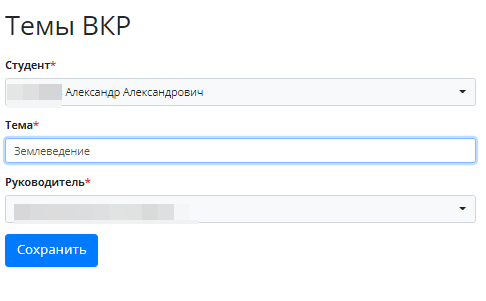 Темы ВКР
Студент*
Александр Александрович
Тема*
Землеведение
Руководитель*
Сохранить